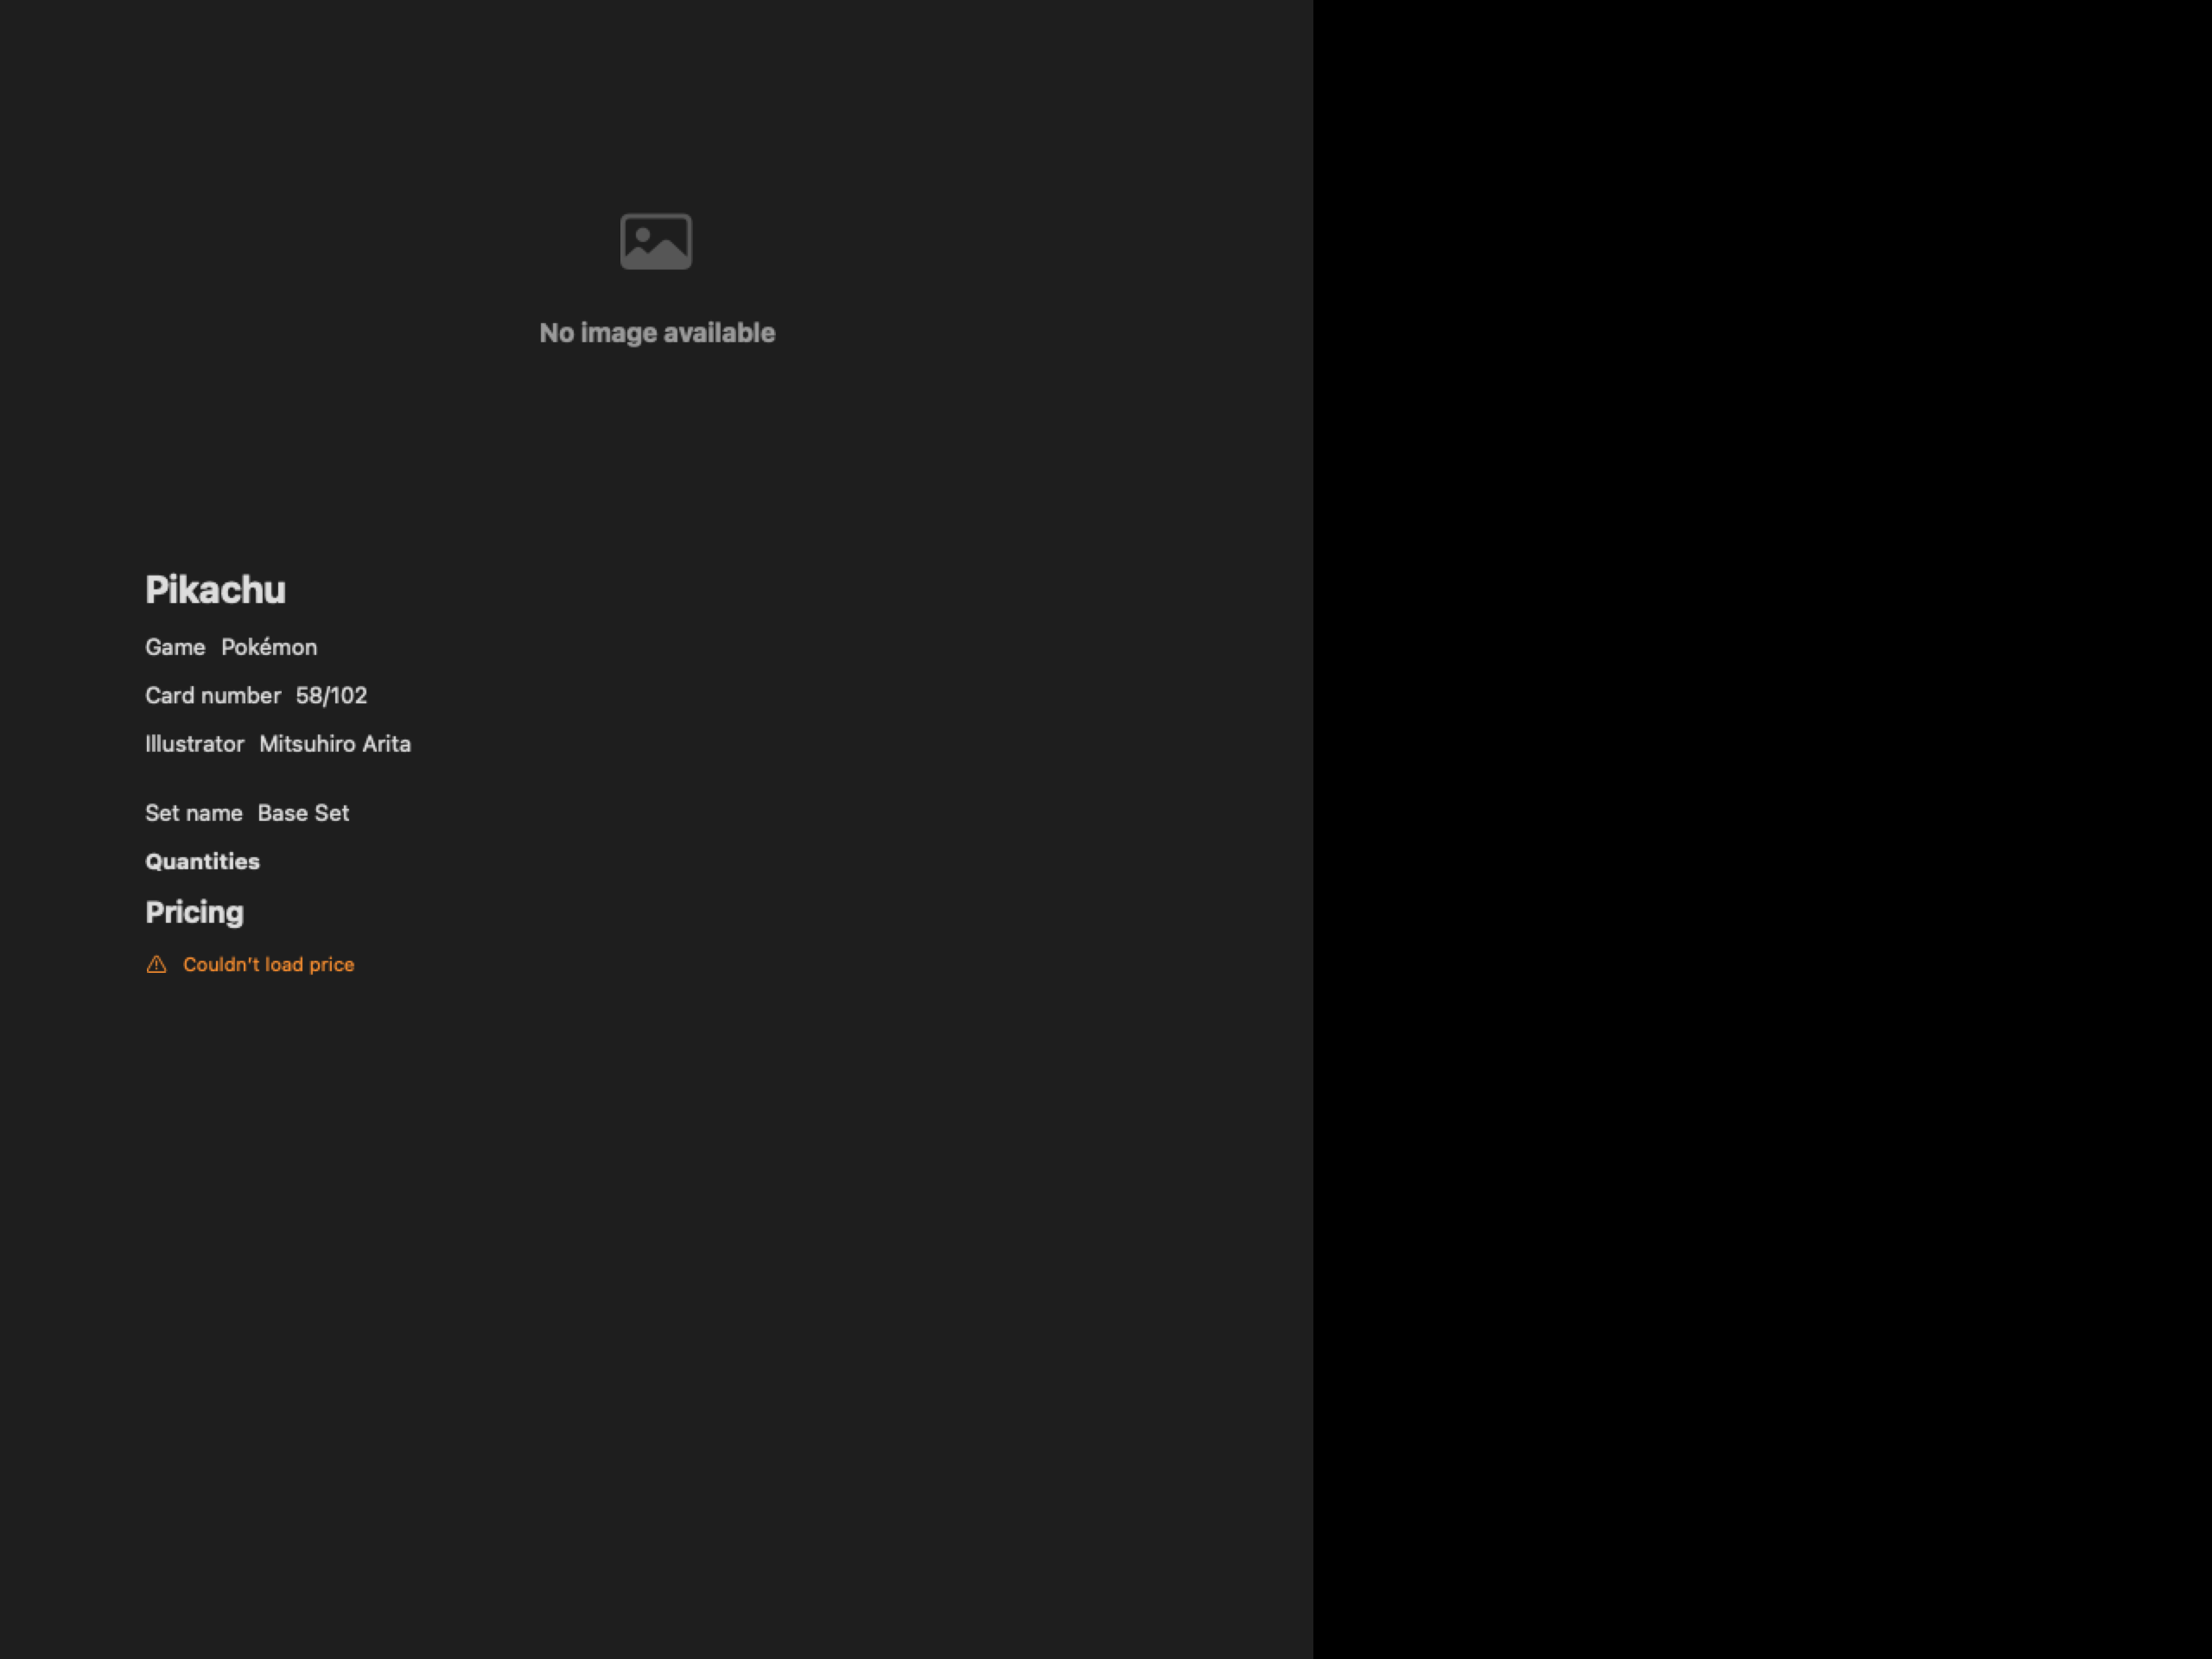 No image available
Pikachu
Game Pokémon
Card number 58/102
Illustrator Mitsuhiro Arita
Set name Base Set
Quantities
Pricing
Couldn't load price